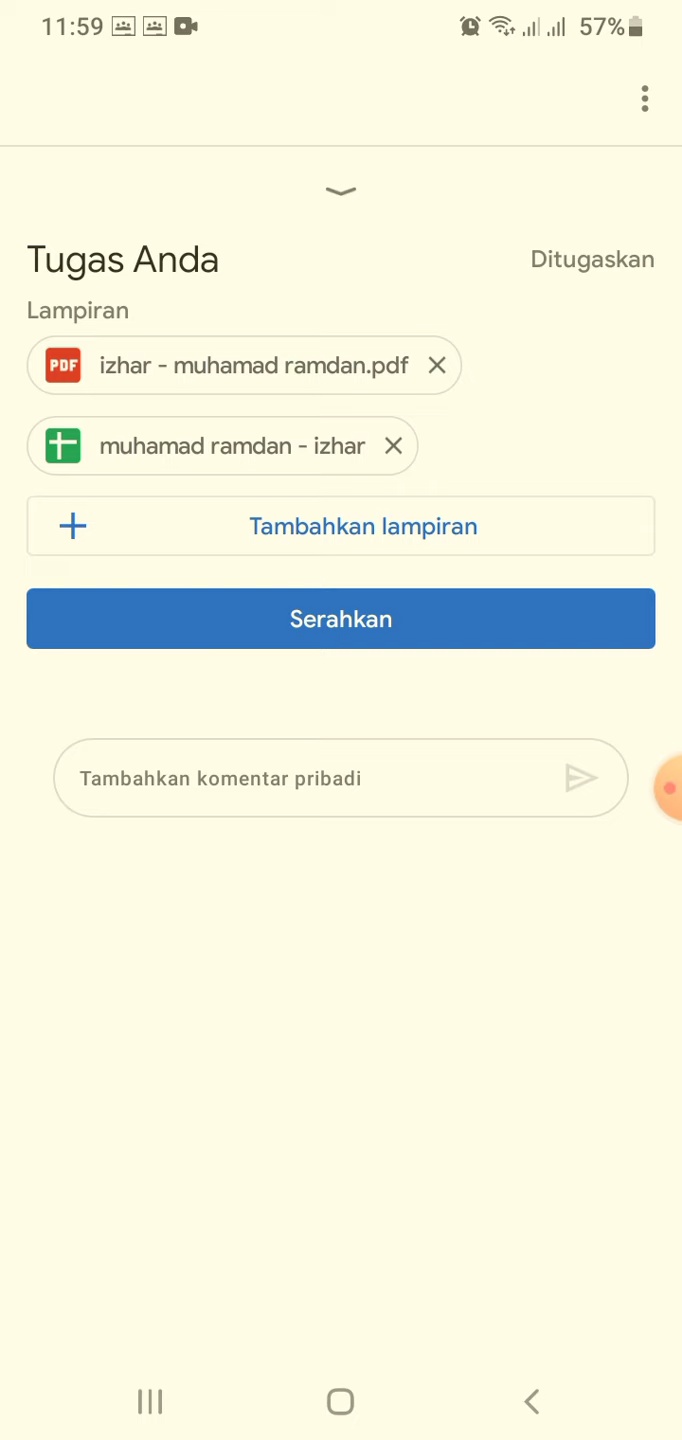 11:59
57%
Tugas Anda
Ditugaskan
Lampiran
PDF
izhar - muhamad ramdan.pdf
muhamad ramdan - izhar
Tambahkan lampiran
Serahkan
Tambahkan komentar pribadi